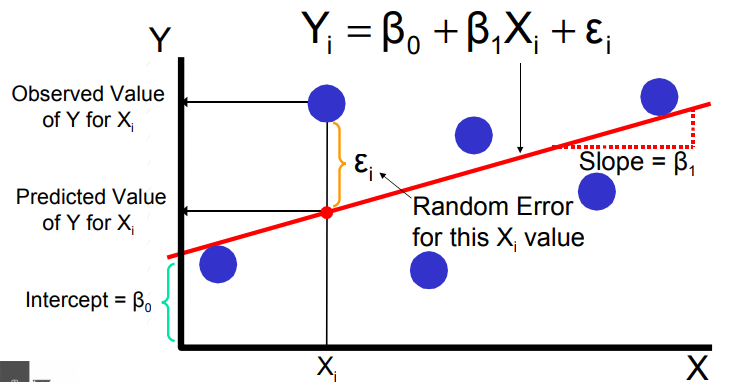 Yᵢ = β₀ + β₁Xᵢ + εᵢ
Y
Observed Value
of Y for Xᵢ
εᵢ
Slope = β₁
Predicted Value
of Y for Xᵢ
Random Error
for this Xᵢ value
Intercept = β₀
Xᵢ
X